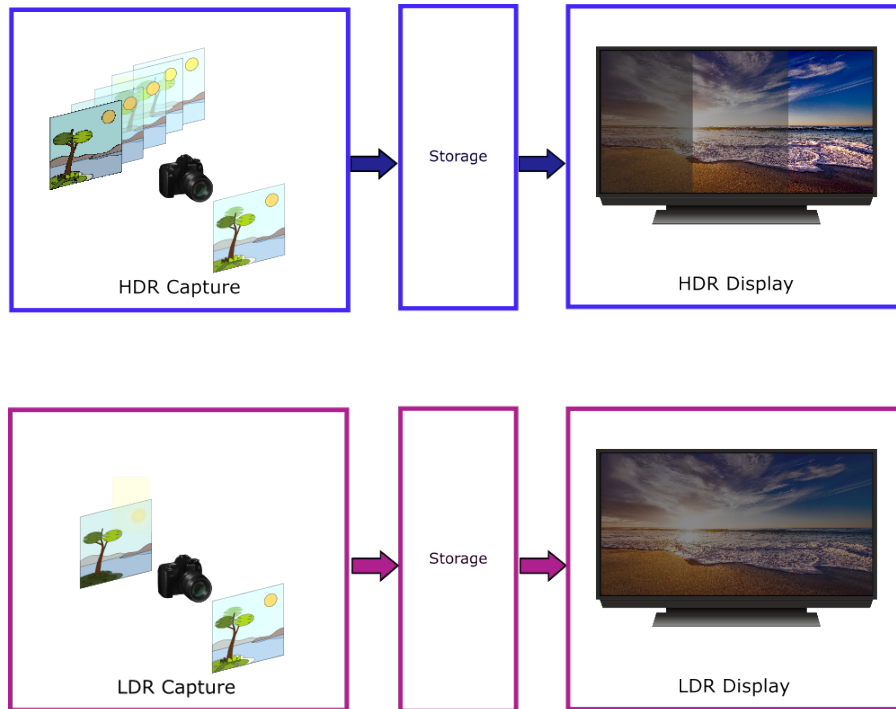 Storage
HDR Capture
HDR Display
Storage
LDR Capture
LDR Display